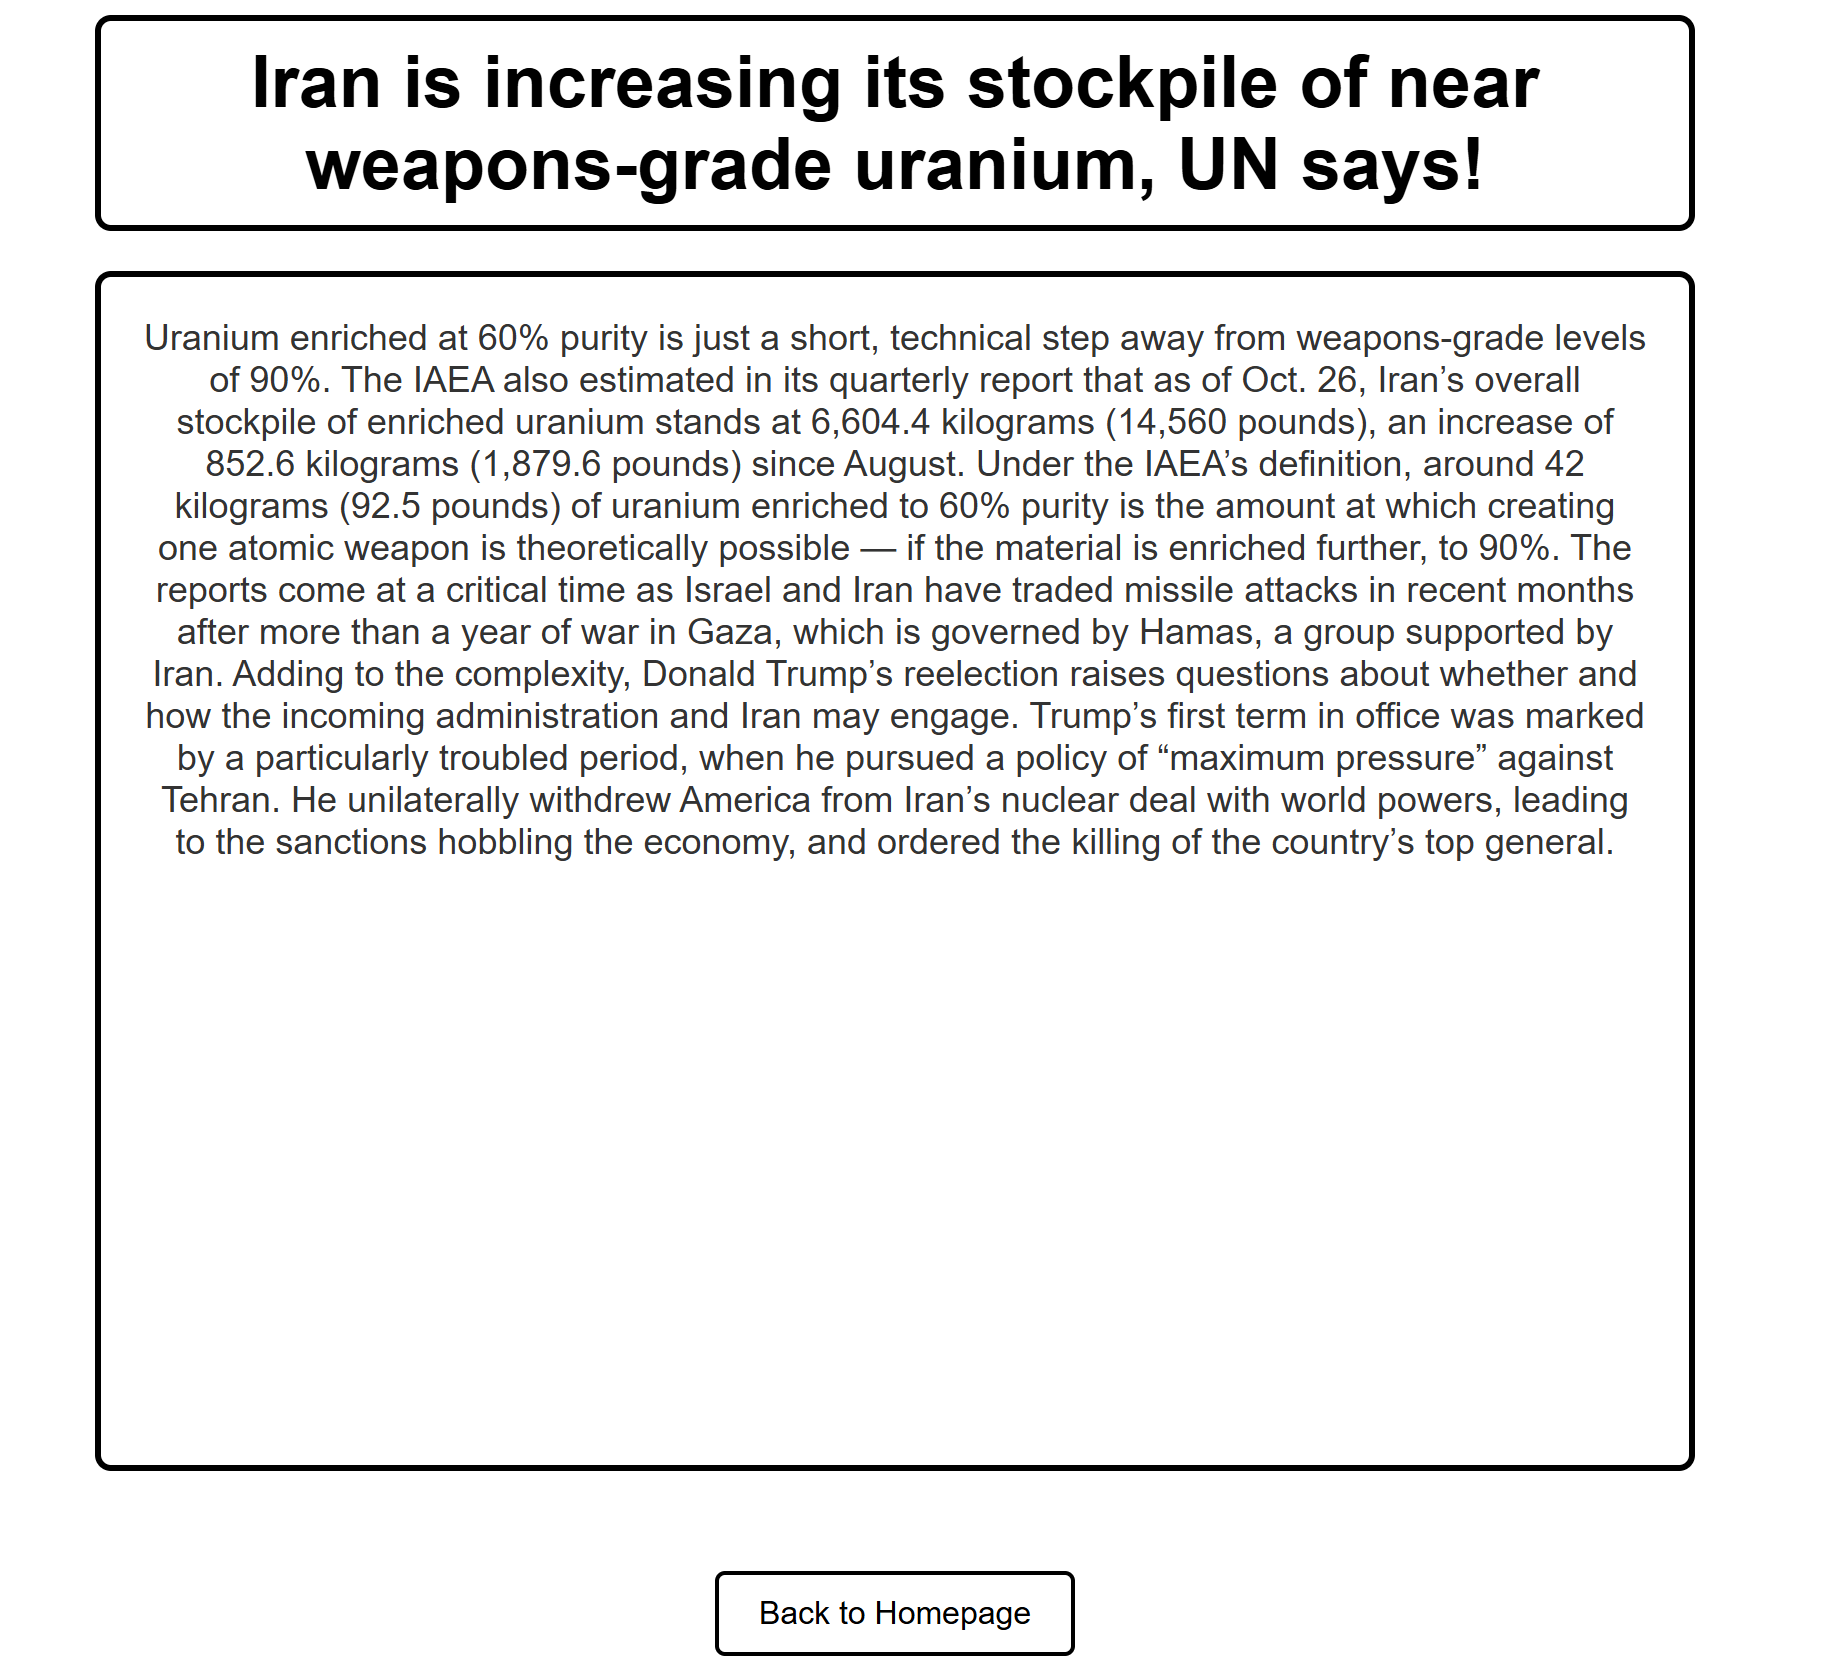 Iran is increasing its stockpile of near
weapons-grade uranium, UN says!
Uranium enriched at 60% purity is just a short, technical step away from weapons-grade levels
of 90%. The IAEA also estimated in its quarterly report that as of Oct. 26, Iran’s overall
stockpile of enriched uranium stands at 6,604.4 kilograms (14,560 pounds), an increase of
852.6 kilograms (1,879.6 pounds) since August. Under the IAEA’s definition, around 42
kilograms (92.5 pounds) of uranium enriched to 60% purity is the amount at which creating
one atomic weapon is theoretically possible — if the material is enriched further, to 90%. The
reports come at a critical time as Israel and Iran have traded missile attacks in recent months
after more than a year of war in Gaza, which is governed by Hamas, a group supported by
Iran. Adding to the complexity, Donald Trump’s reelection raises questions about whether and
how the incoming administration and Iran may engage. Trump’s first term in office was marked
by a particularly troubled period, when he pursued a policy of “maximum pressure” against
Tehran. He unilaterally withdrew America from Iran’s nuclear deal with world powers, leading
to the sanctions hobbling the economy, and ordered the killing of the country’s top general.
Back to Homepage